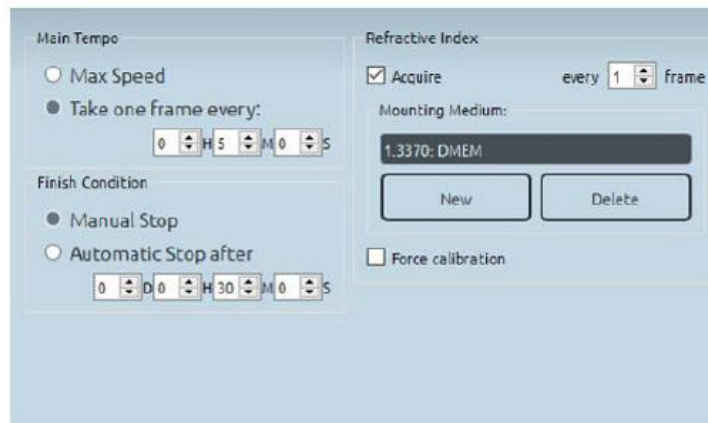 Main Tempo
Max Speed
Take one frame every:
0 H 5 M 0 S
Finish Condition
Manual Stop
Automatic Stop after
0 D 0 H 30 M 0 S
Refractive Index
Acquire every 1 frame
Mounting Medium:
1.3370: DMEM
New Delete
Force calibration